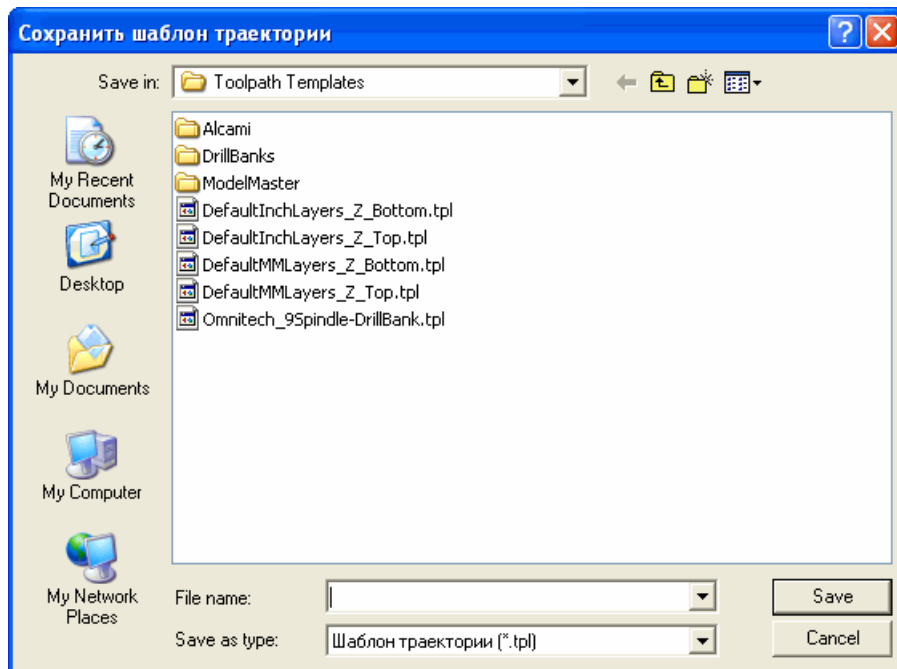 Сохранить шаблон траектории
Save in:
Toolpath Templates
My Recent
Documents
Desktop
My Documents
My Computer
My Network
Places
Alcami
DrillBanks
ModelMaster
DefaultInchLayers_Z_Bottom.tpl
DefaultInchLayers_Z_Top.tpl
DefaultMMLayers_Z_Bottom.tpl
DefaultMMLayers_Z_Top.tpl
Omnitech_9Spindle-DrillBank.tpl
File name:
Save
Save as type:
Шаблон траектории (*.tpl)
Cancel